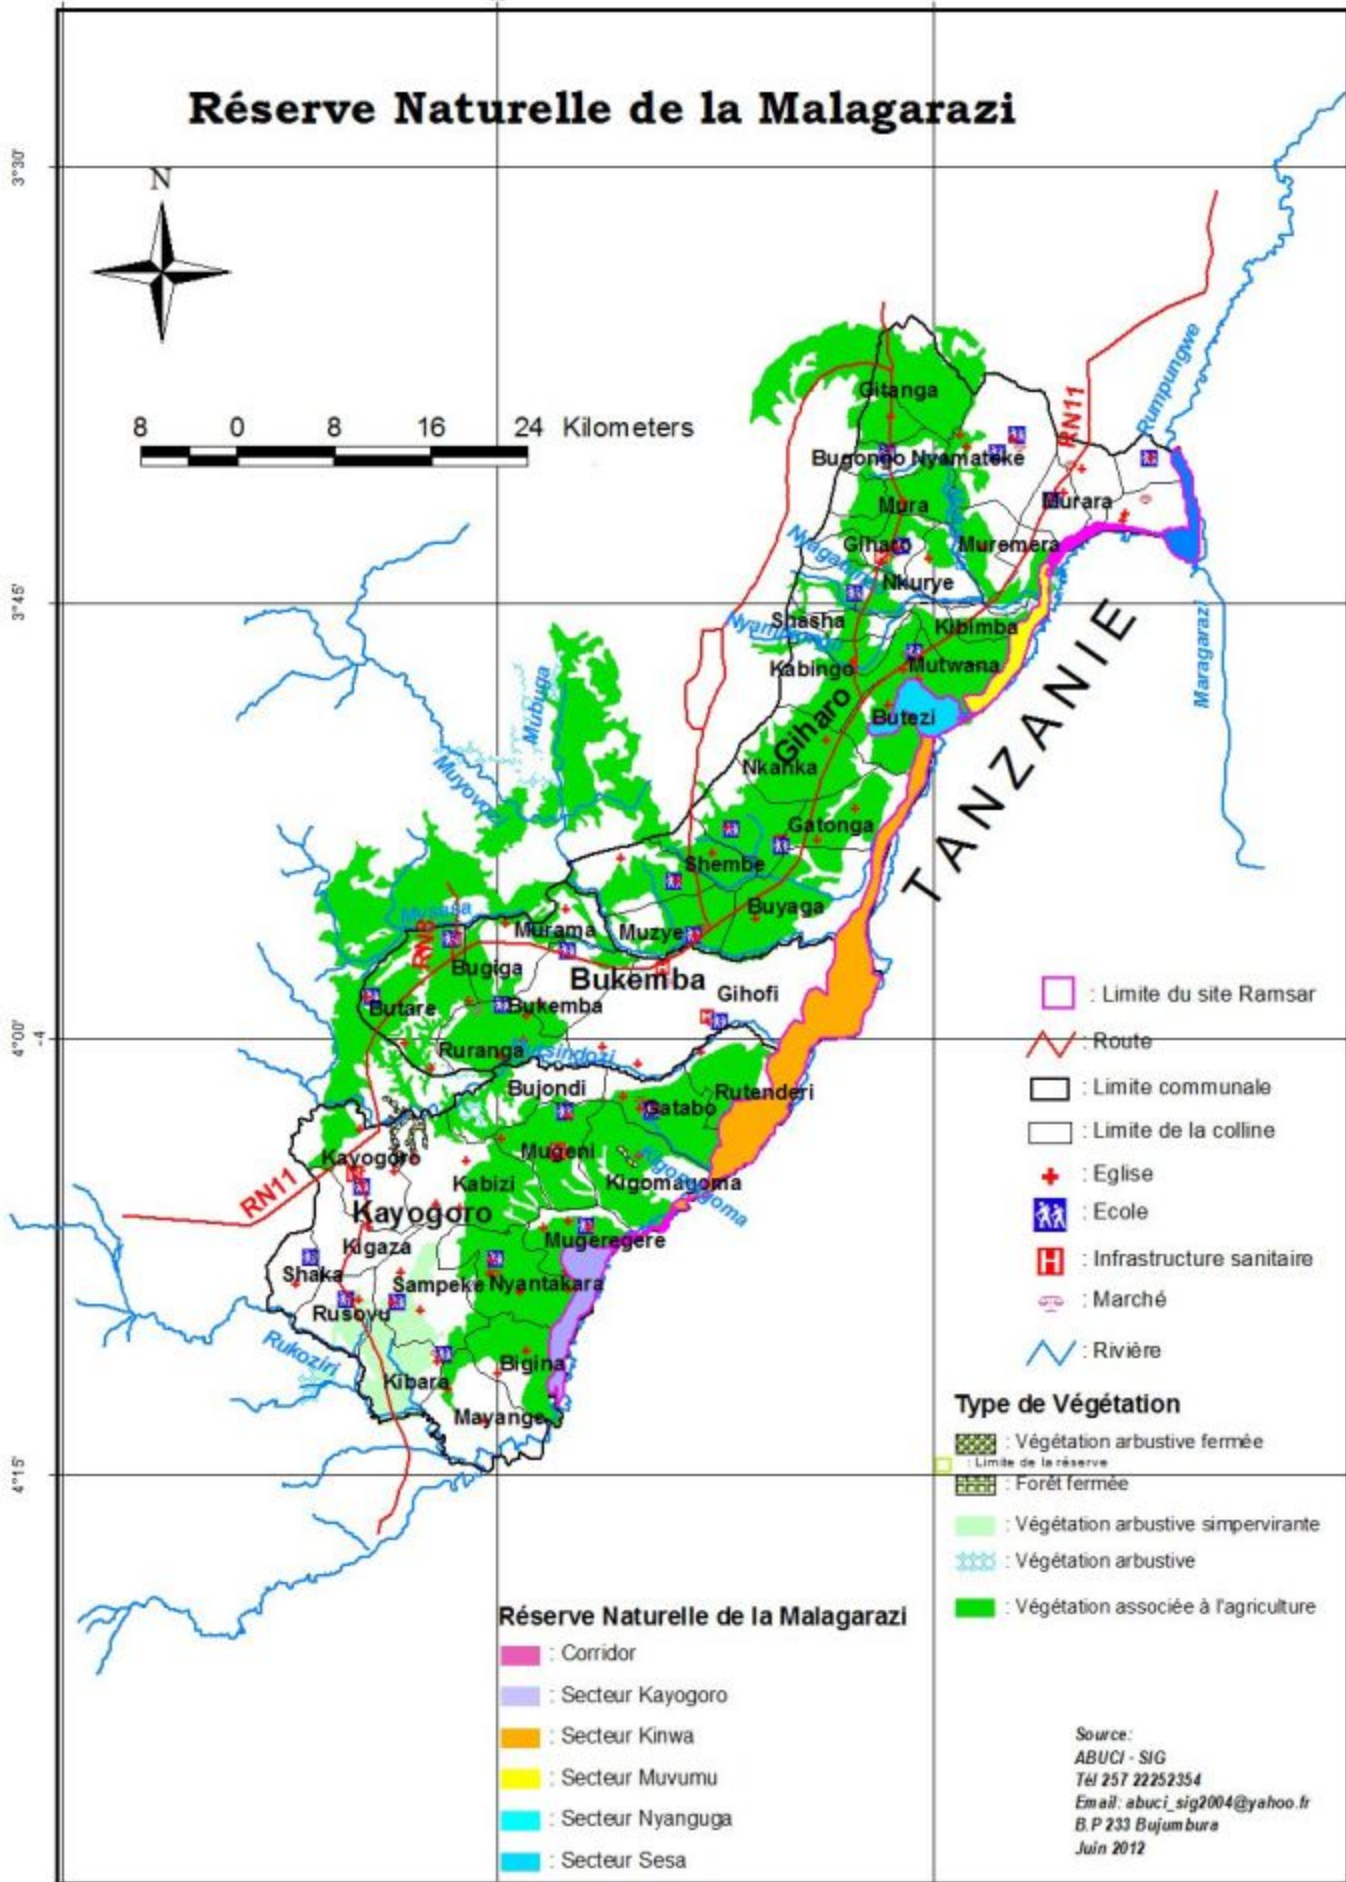 Réserve Naturelle de la Malagarazi
3°30'
N
8 0 8 16 24 Kilometers
Rumpungwe
RN11
Gitanga
Bugongo Nyamateke
Mura
Murara
Giharo
Muremera
Nkurye
3°45'
Shasha
Kibimba
Kabingo
Mutwana
Maragarazi
TANZANIE
Mubuga
Giharo
Butezi
Nkanka
Gatonga
Shembe
Buyaga
RN8
Murama
Muzye
Bugiga
Bukemba
Gihofi
Butare
Bukemba
4°00'
-4
Ruranga
Bujondi
Rutenderi
Gatabo
Mugeni
Kayogoro
Kabizi
Kigomagoma
Kigomagoma
RN11
Kayogoro
Kigaza
Mugeregere
Shaka
Sampeke
Nyantakara
Rusovu
Rukoziri
Kibara
Bigina
Mayange
4°15'
: Limite du site Ramsar
: Route
: Limite communale
: Limite de la colline
: Eglise
: Ecole
H : Infrastructure sanitaire
: Marché
: Rivière
Type de Végétation
: Végétation arbustive fermée
: Limite de la réserve
: Forêt fermée
: Végétation arbustive simpervirante
: Végétation arbustive
: Végétation associée à l'agriculture
Réserve Naturelle de la Malagarazi
: Corridor
: Secteur Kayogoro
: Secteur Kinwa
: Secteur Muvumu
: Secteur Nyanguga
: Secteur Sesa
Source:
ABUCI - SIG
Tél 257 22252354
Email: abuci_sig2004@yahoo.fr
B.P 233 Bujumbura
Juin 2012